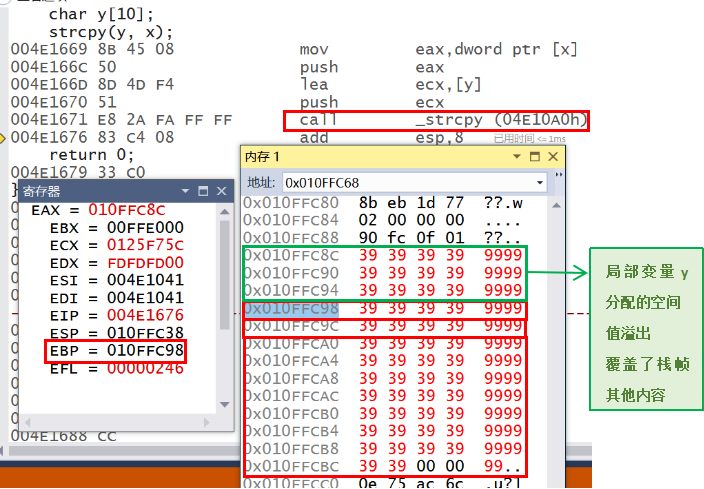 char y[10];
strcpy(y, x);
004E1669 8B 45 08 mov eax,dword ptr [x]
004E166C 50 push eax
004E166D 8D 4D F4 lea ecx,[y]
004E1670 51 push ecx
004E1671 E8 2A FA FF FF call _strcpy (04E10A0h)
004E1676 83 C4 08 add esp,8 已用时间 <= 1ms
return 0;
004E1679 33 C0
}
寄存器
EAX = 010FFC8C
EBX = 00FFE000
ECX = 0125F75C
EDX = FDFDFD00
ESI = 004E1041
EDI = 004E1041
EIP = 004E1676
ESP = 010FFC38
EBP = 010FFC98
EFL = 00000246
004E1688 CC
内存 1
地址: 0x010FFC68
0x010FFC80 8b eb 1d 77 ??.w
0x010FFC84 02 00 00 00 ....
0x010FFC88 90 fc 0f 01 ??..
0x010FFC8C 39 39 39 39 9999
0x010FFC90 39 39 39 39 9999
0x010FFC94 39 39 39 39 9999
0x010FFC98 39 39 39 39 9999
0x010FFC9C 39 39 39 39 9999
0x010FFCA0 39 39 39 39 9999
0x010FFCA4 39 39 39 39 9999
0x010FFCA8 39 39 39 39 9999
0x010FFCAC 39 39 39 39 9999
0x010FFCB0 39 39 39 39 9999
0x010FFCB4 39 39 39 39 9999
0x010FFCB8 39 39 39 39 9999
0x010FFCBC 39 39 00 00 99..
0x010FFCC0 0e 75 ac 6c .u?l
局部变量 y
分配的空间
值溢出
覆盖了栈帧
其他内容